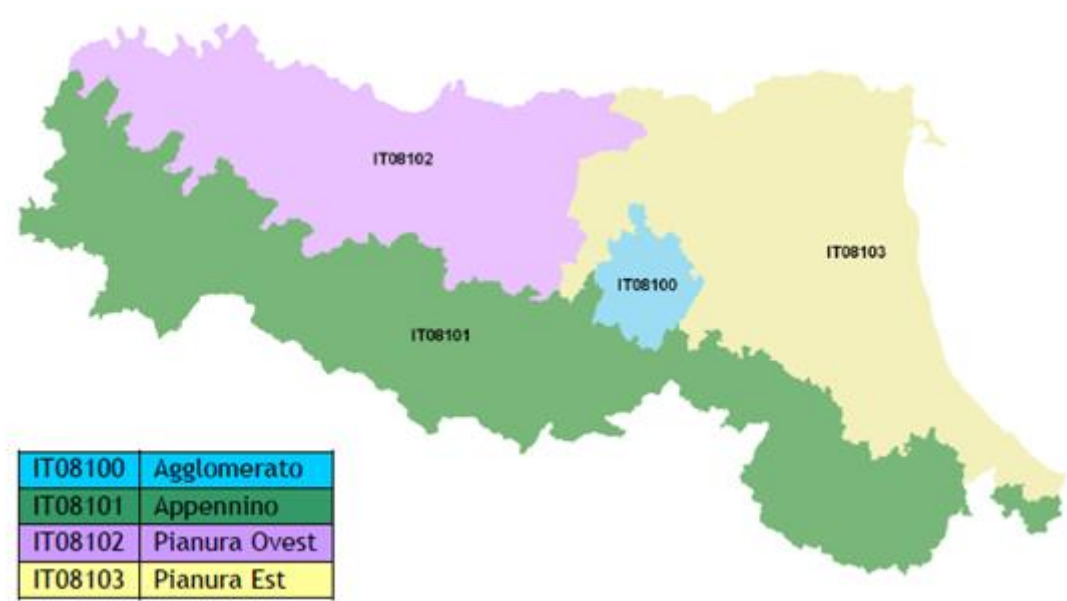 IT08102
IT08103
IT08100
IT08101
IT08100 Agglomerato
IT08101 Appennino
IT08102 Pianura Ovest
IT08103 Pianura Est